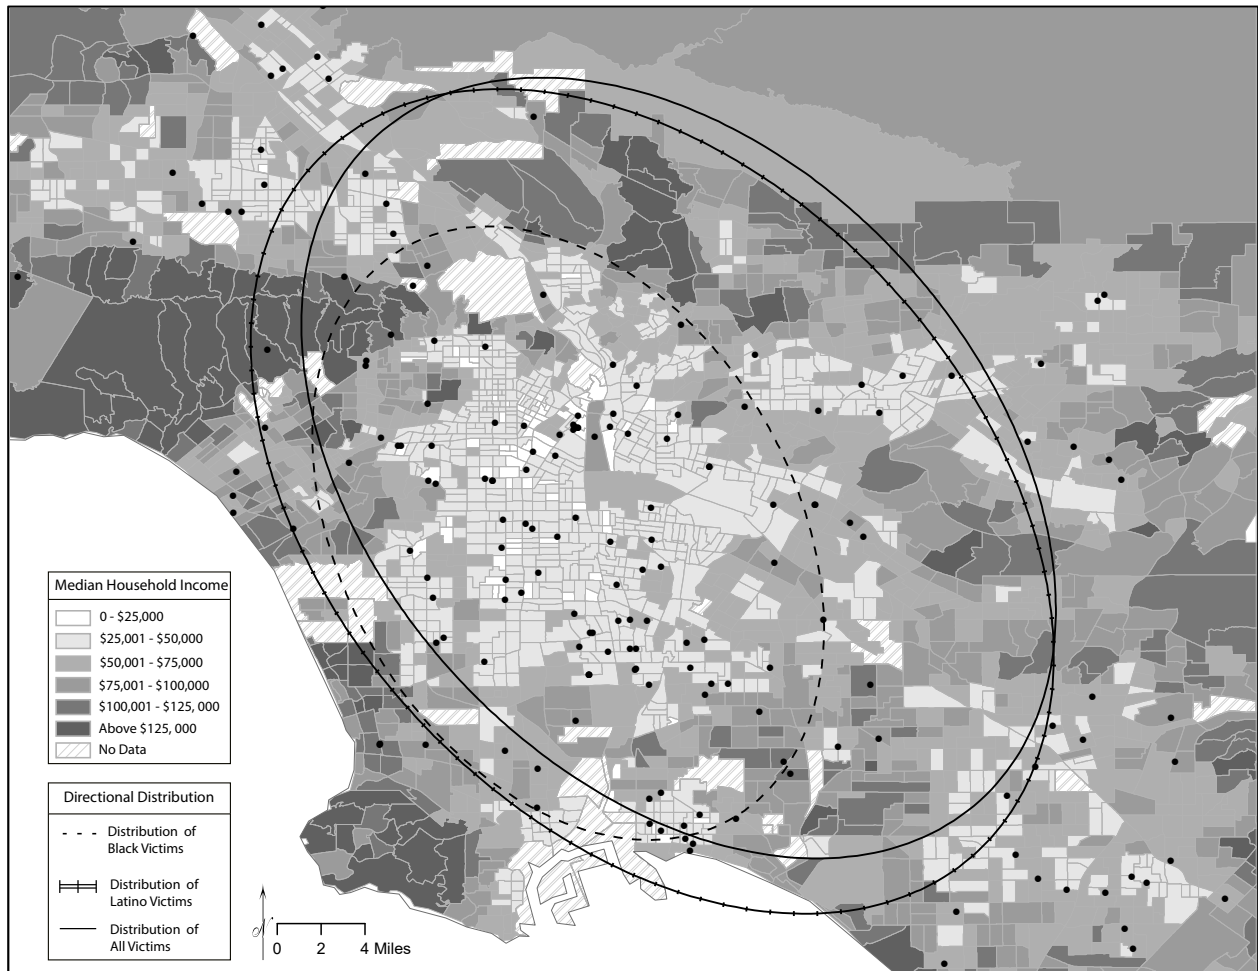 Median Household Income
0 - $25,000
$25,001 - $50,000
$50,001 - $75,000
$75,001 - $100,000
$100,001 - $125, 000
Above $125, 000
No Data
Directional Distribution
Distribution of
Black Victims
Distribution of
Latino Victims
Distribution of
All Victims
N
0 2 4 Miles